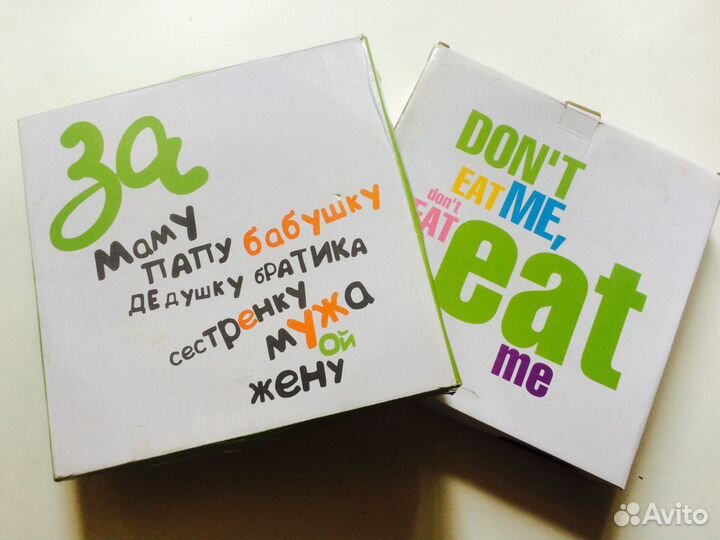 за
маму
папу бабушку
дедушку братика
сестренку
мужа
ой
жену
DON'T
EAT ME,
don't
EAT
eat
me
Avito